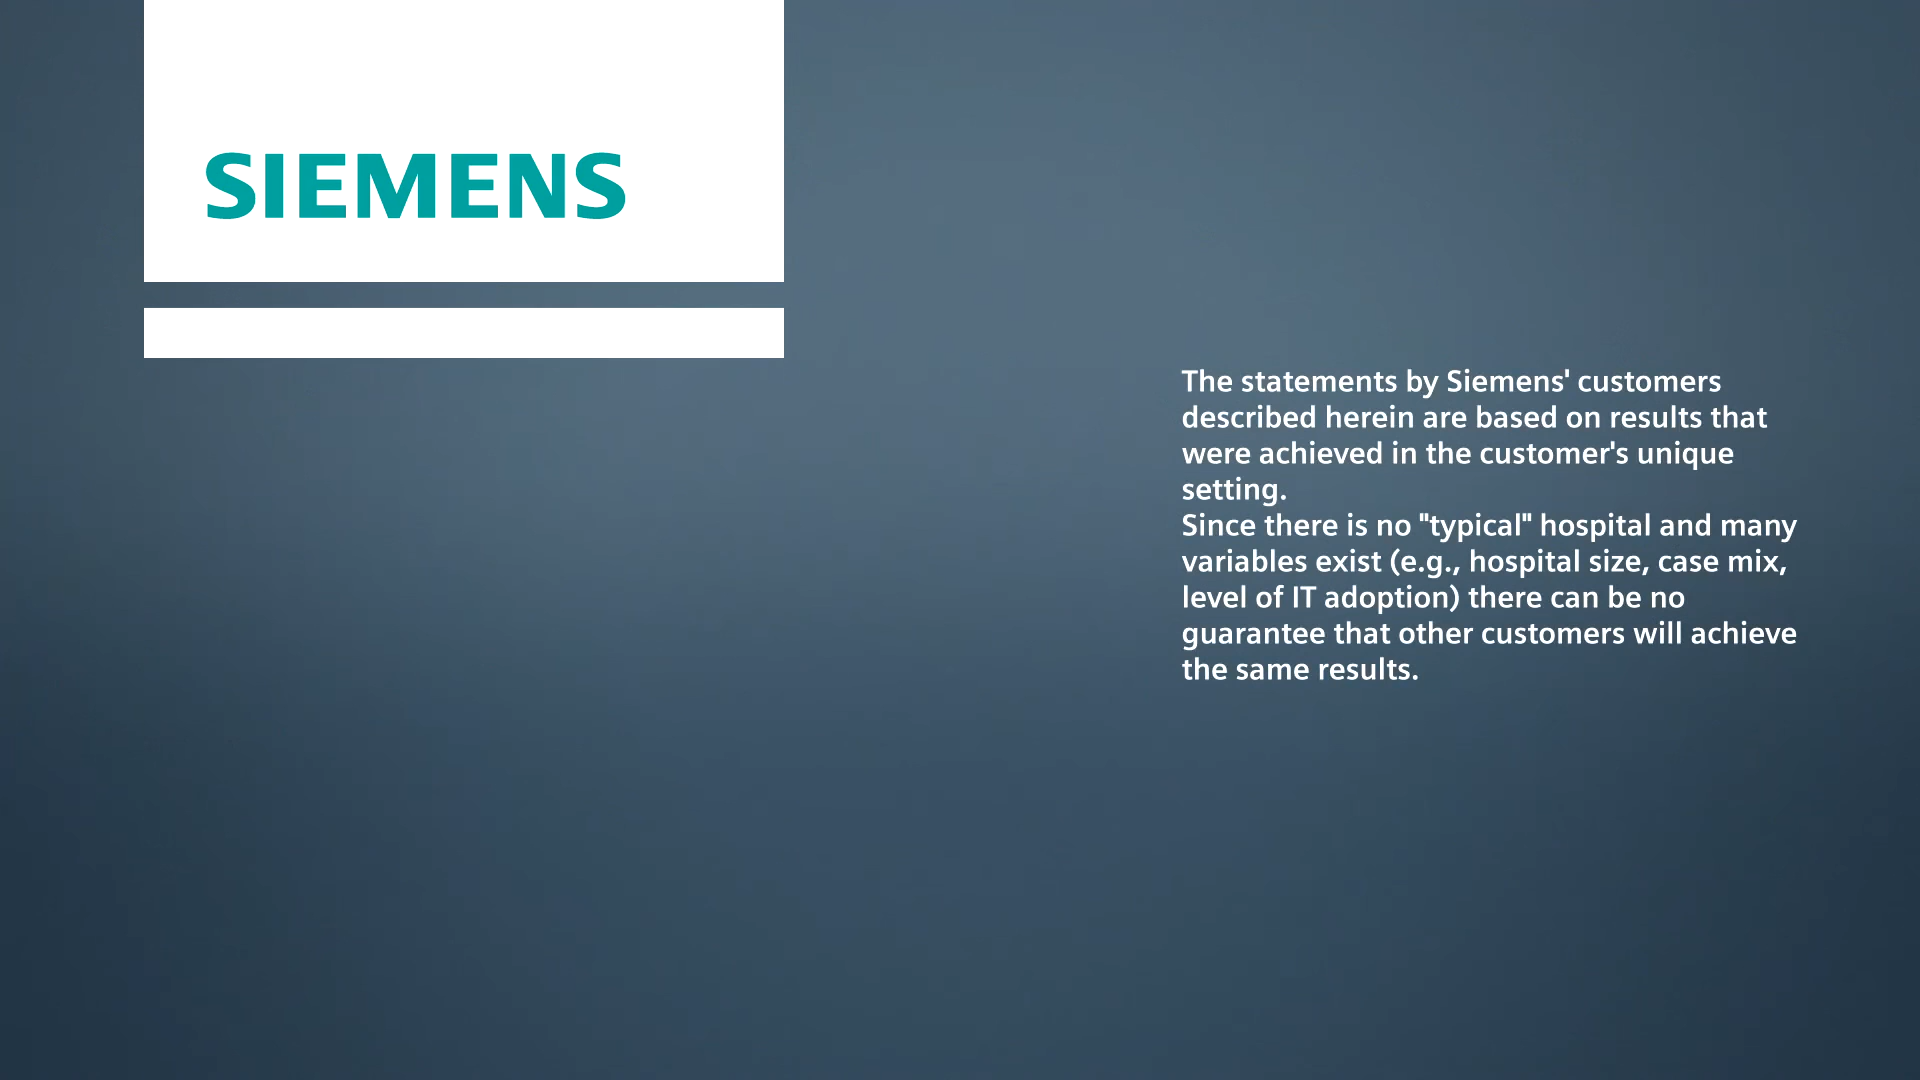 SIEMENS
The statements by Siemens' customers
described herein are based on results that
were achieved in the customer's unique
setting.
Since there is no "typical" hospital and many
variables exist (e.g., hospital size, case mix,
level of IT adoption) there can be no
guarantee that other customers will achieve
the same results.